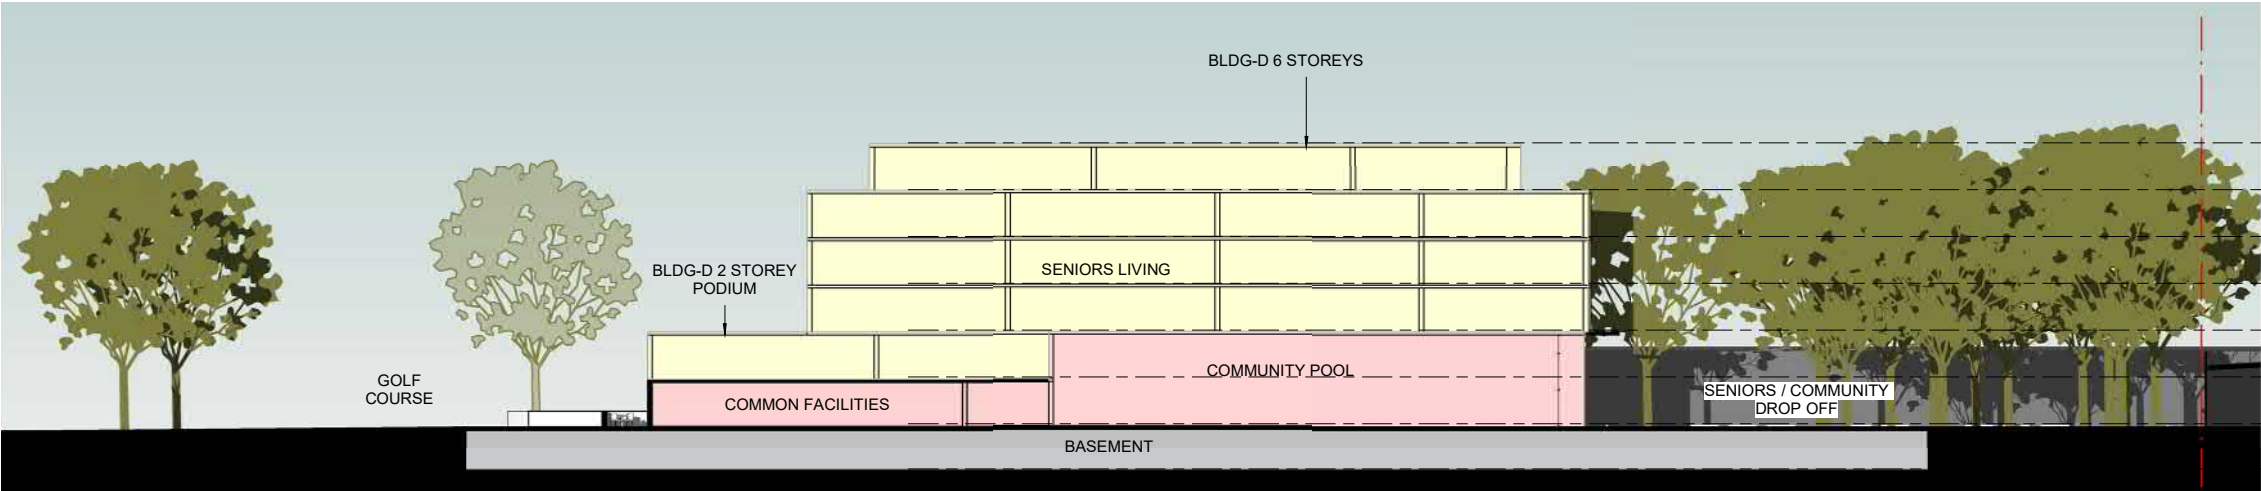 BLDG-D 6 STOREYS
BLDG-D 2 STOREY
PODIUM
SENIORS LIVING
COMMUNITY POOL
GOLF
COURSE
COMMON FACILITIES
SENIORS / COMMUNITY
DROP OFF
BASEMENT